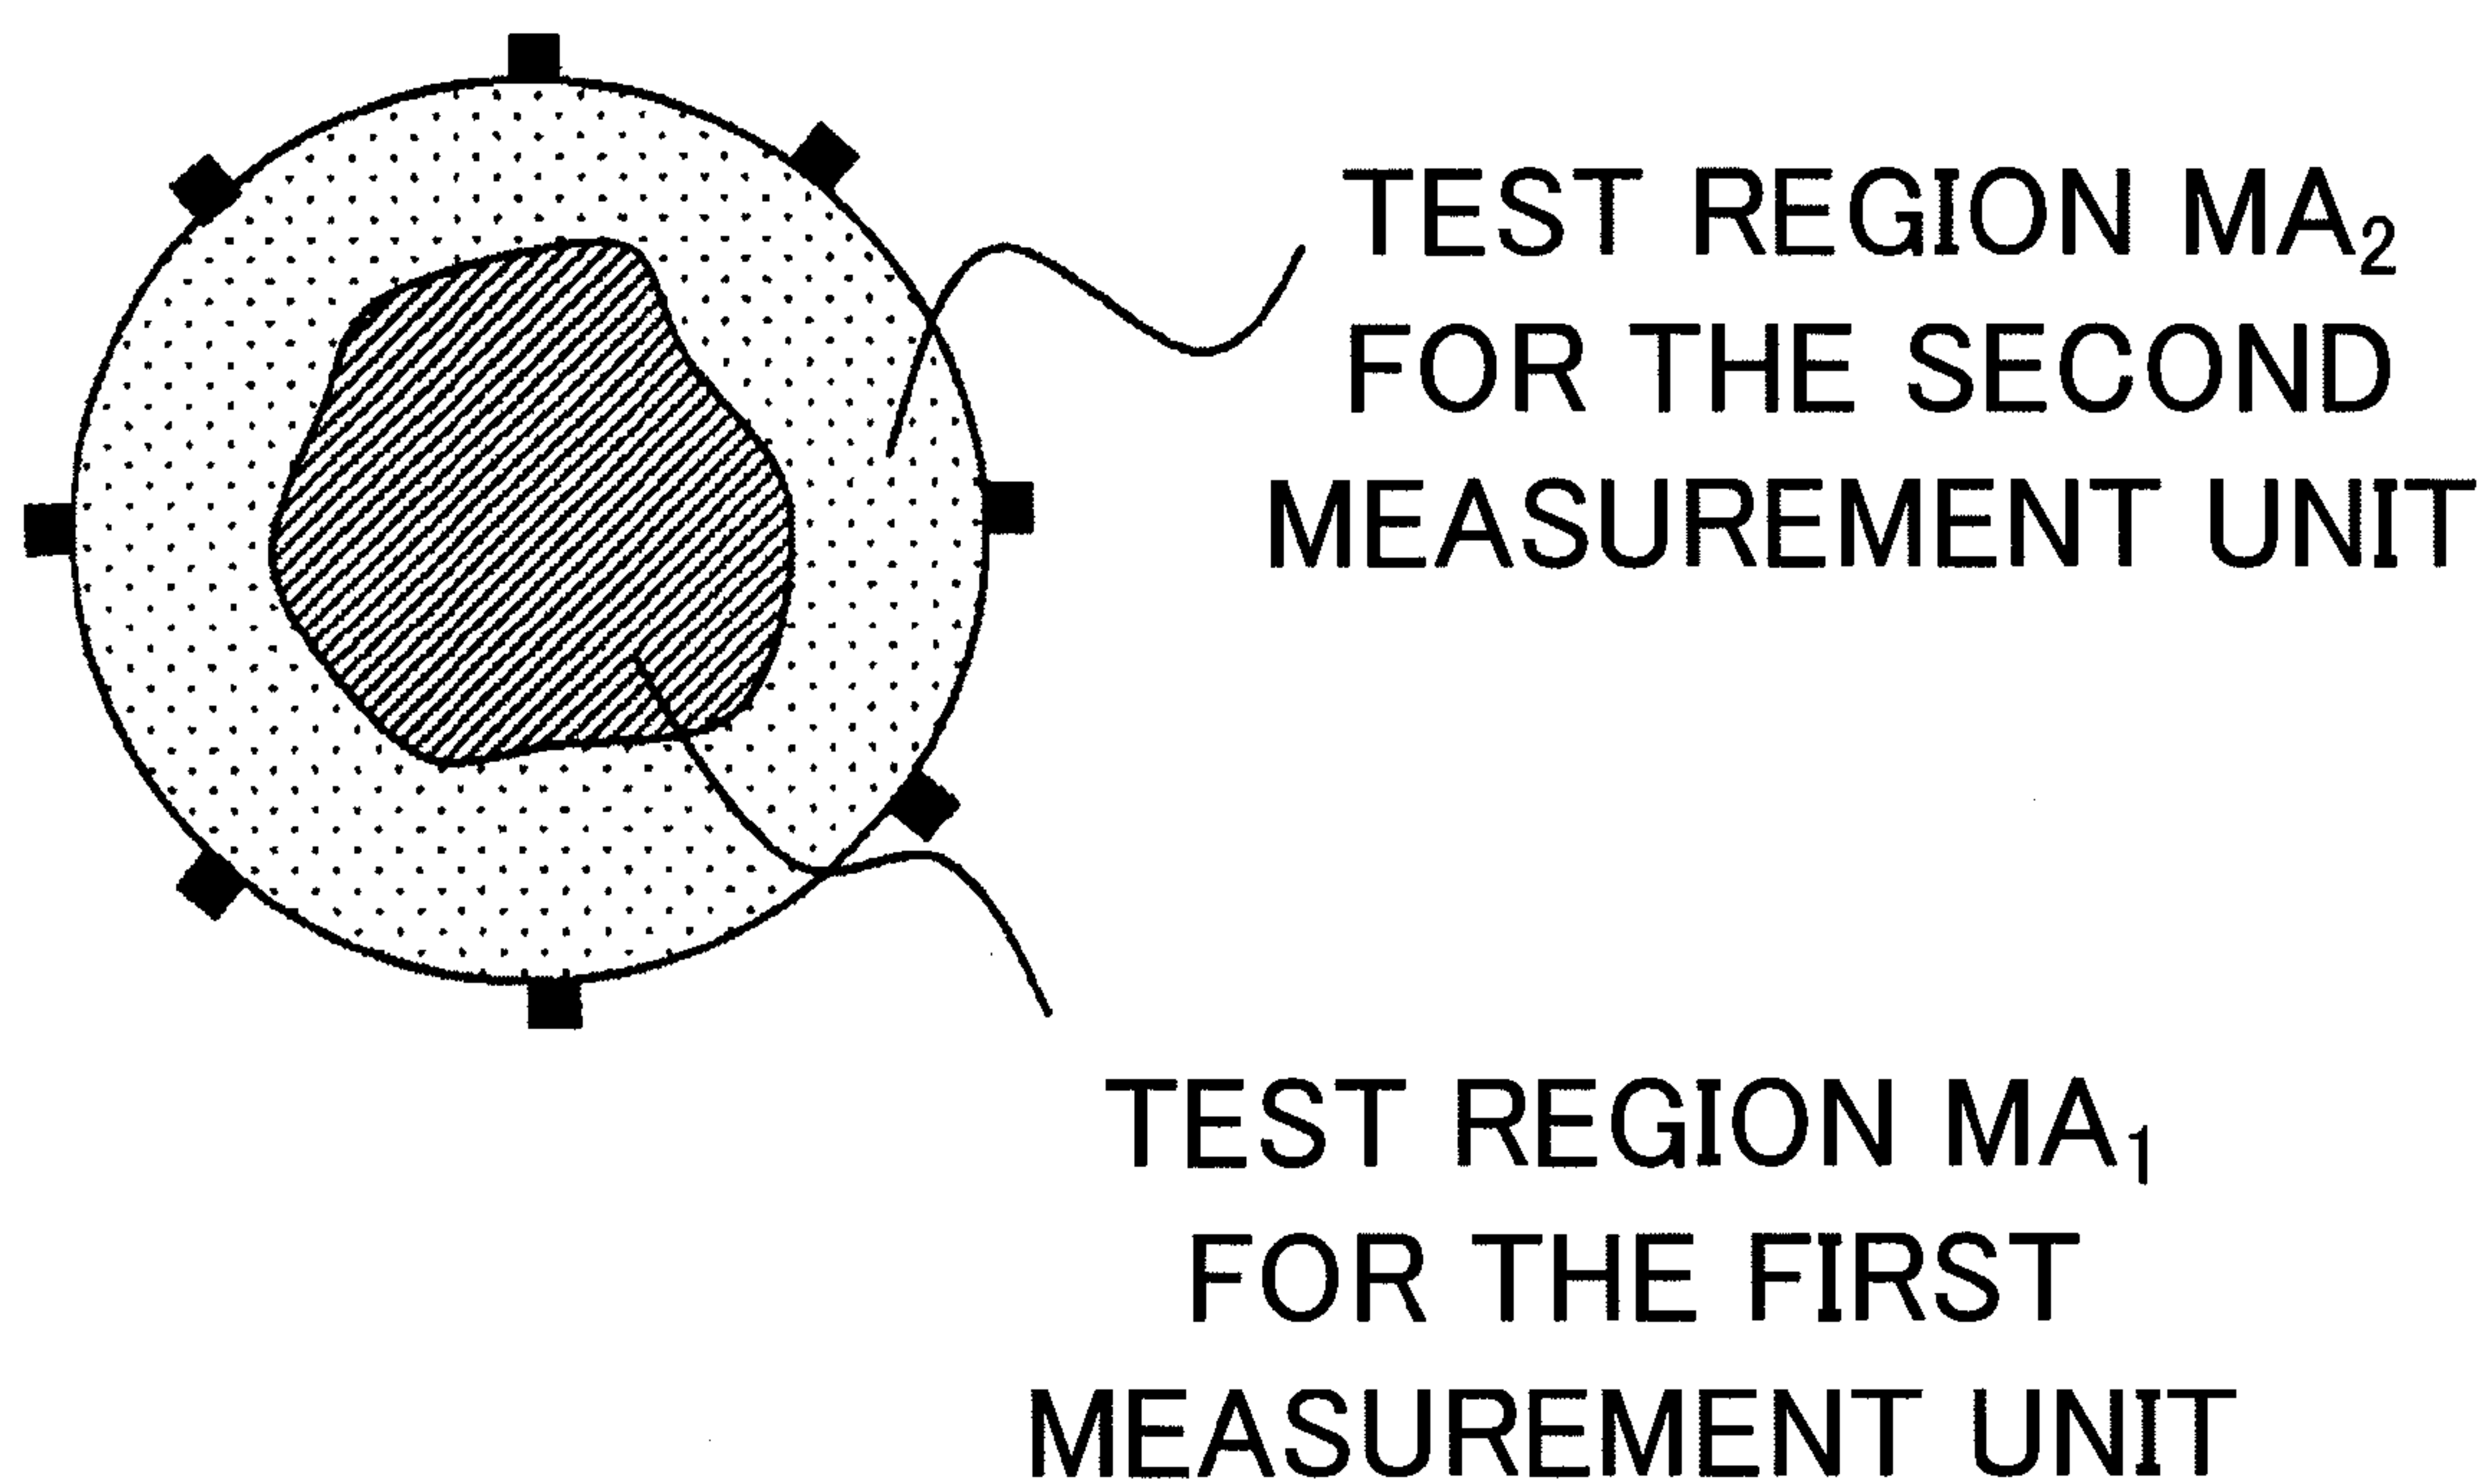 TEST REGION MA₂
FOR THE SECOND
MEASUREMENT UNIT
TEST REGION MA₁
FOR THE FIRST
MEASUREMENT UNIT